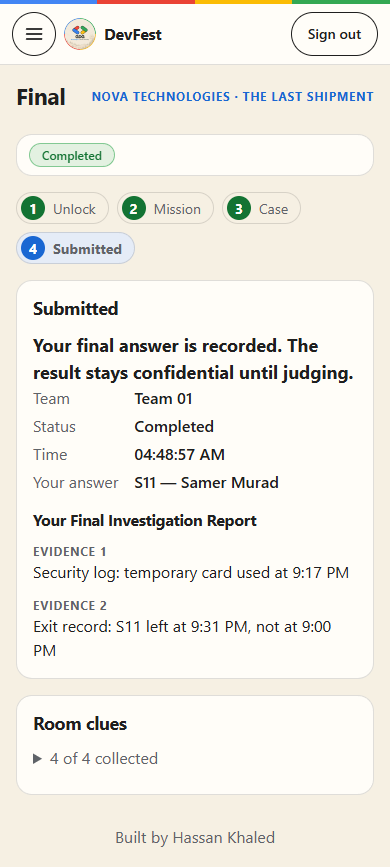 DevFest
Sign out
Final
NOVA TECHNOLOGIES · THE LAST SHIPMENT
Completed
1 Unlock
2 Mission
3 Case
4 Submitted
Submitted
Your final answer is recorded. The
result stays confidential until judging.
Team Team 01
Status Completed
Time 04:48:57 AM
Your answer S11 — Samer Murad
Your Final Investigation Report
EVIDENCE 1
Security log: temporary card used at 9:17 PM
EVIDENCE 2
Exit record: S11 left at 9:31 PM, not at 9:00
PM
Room clues
4 of 4 collected
Built by Hassan Khaled